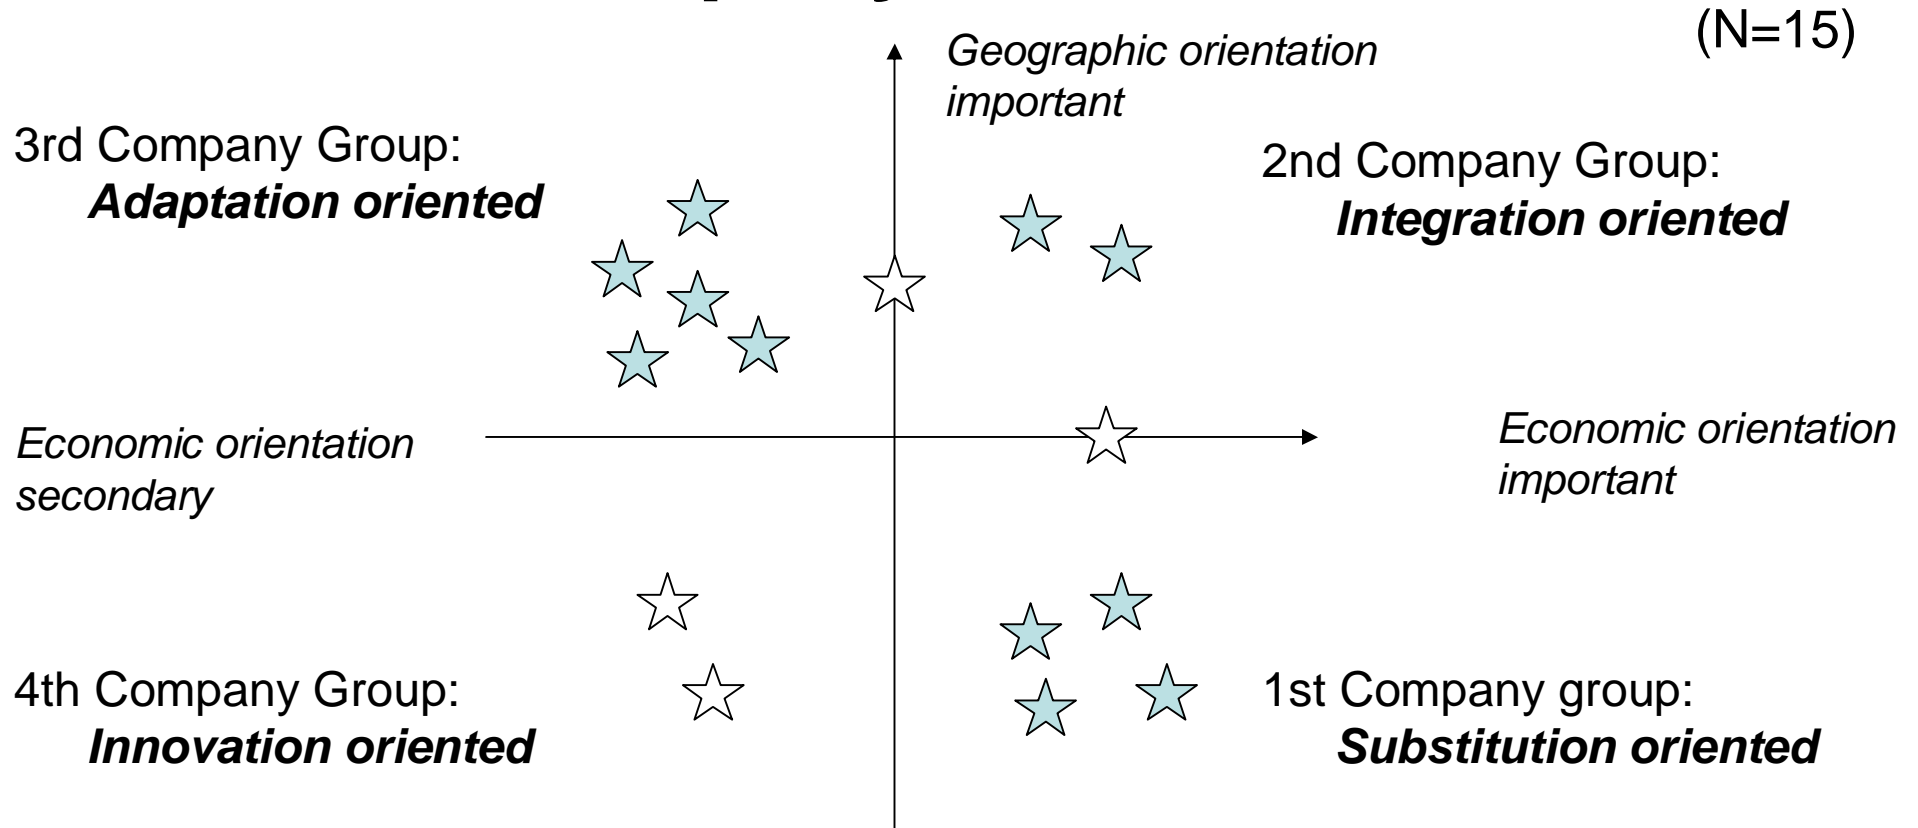 (N=15)
Geographic orientation
important
3rd Company Group:
Adaptation oriented
2nd Company Group:
Integration oriented
Economic orientation
secondary
Economic orientation
important
4th Company Group:
Innovation oriented
1st Company group:
Substitution oriented